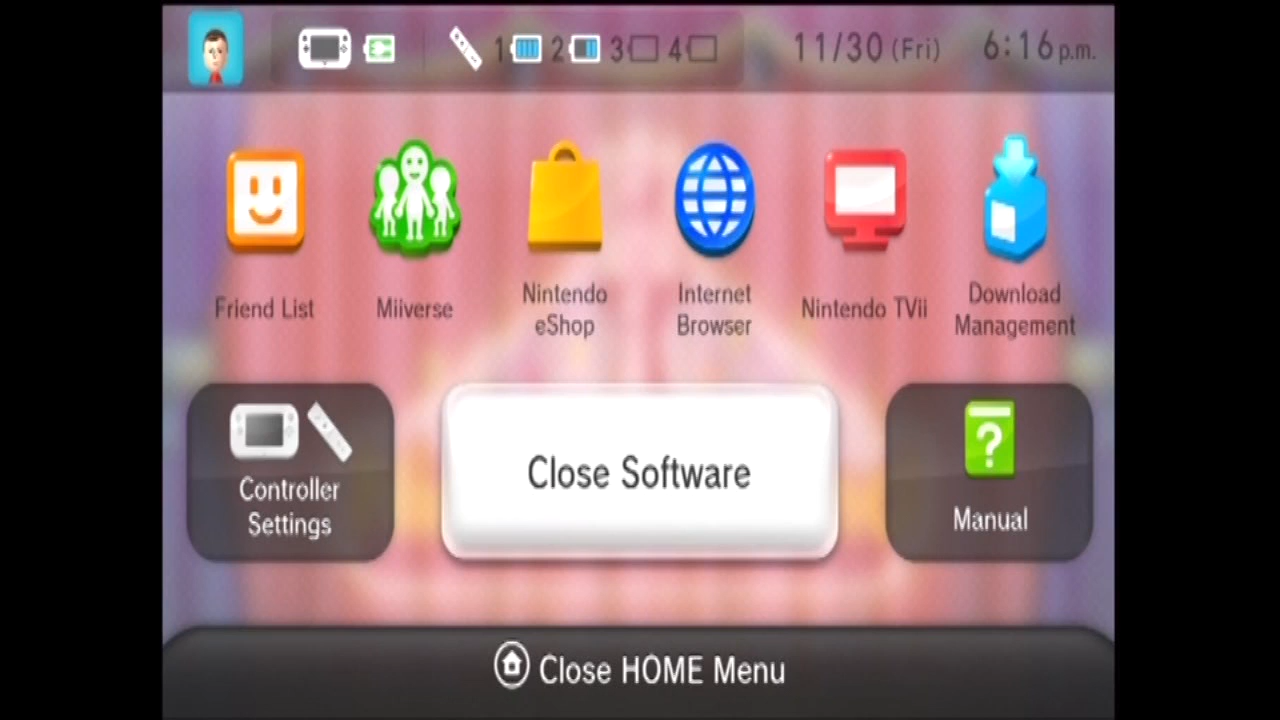 1 2 3 4 11/30 (Fri) 6:16 p.m.
Friend List
Miiverse
Nintendo
eShop
Internet
Browser
Nintendo TVii
Download
Management
Controller
Settings
Close Software
?
Manual
Close HOME Menu